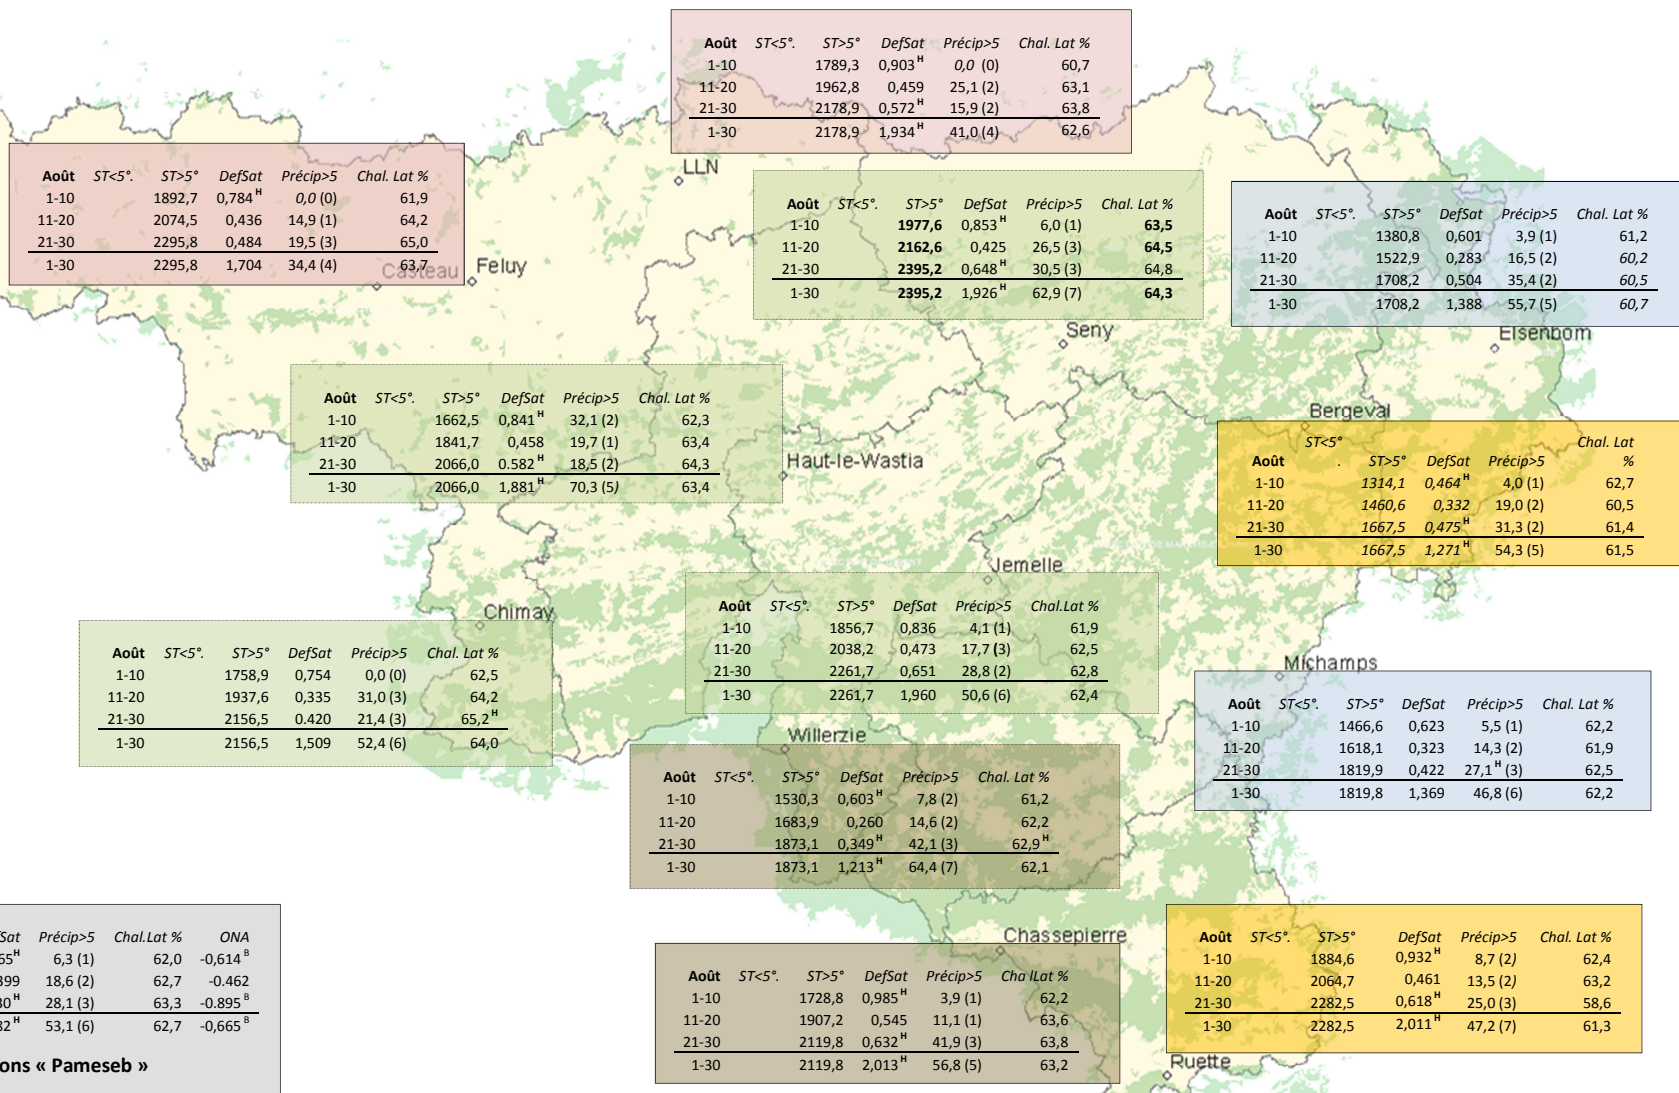 Août ST<5°. ST>5° DefSat Précip>5 Chal. Lat %
1-10 1789,3 0,903 H 0,0 (0) 60,7
11-20 1962,8 0,459 25,1 (2) 63,1
21-30 2178,9 0,572 H 15,9 (2) 63,8
1-30 2178,9 1,934 H 41,0 (4) 62,6
LLN
Août ST<5°. ST>5° DefSat Précip>5 Chal. Lat %
1-10 1892,7 0,784 H 0,0 (0) 61,9
11-20 2074,5 0,436 14,9 (1) 64,2
21-30 2295,8 0,484 19,5 (3) 65,0
1-30 2295,8 1,704 34,4 (4) 63,7
Casteau Feluy
Août ST<5°. ST>5° DefSat Précip>5 Chal. Lat %
1-10 1977,6 0,853 H 6,0 (1) 63,5
11-20 2162,6 0,425 26,5 (3) 64,5
21-30 2395,2 0,648 H 30,5 (3) 64,8
1-30 2395,2 1,926 H 62,9 (7) 64,3
Seny
Août ST<5°. ST>5° DefSat Précip>5 Chal. Lat %
1-10 1380,8 0,601 3,9 (1) 61,2
11-20 1522,9 0,283 16,5 (2) 60,2
21-30 1708,2 0,504 35,4 (2) 60,5
1-30 1708,2 1,388 55,7 (5) 60,7
Elsenborn
Août ST<5°. ST>5° DefSat Précip>5 Chal. Lat %
1-10 1662,5 0,841 H 32,1 (2) 62,3
11-20 1841,7 0,458 19,7 (1) 63,4
21-30 2066,0 0.582 H 18,5 (2) 64,3
1-30 2066,0 1,881 H 70,3 (5) 63,4
Haut-le-Wastia
Bergeval
ST<5° Chal. Lat
Août . ST>5° DefSat Précip>5 %
1-10 1314,1 0,464 H 4,0 (1) 62,7
11-20 1460,6 0,332 19,0 (2) 60,5
21-30 1667,5 0,475 H 31,3 (2) 61,4
1-30 1667,5 1,271 H 54,3 (5) 61,5
Jemelle
Août ST<5°. ST>5° DefSat Précip>5 Chal.Lat %
1-10 1856,7 0,836 4,1 (1) 61,9
11-20 2038,2 0,473 17,7 (3) 62,5
21-30 2261,7 0,651 28,8 (2) 62,8
1-30 2261,7 1,960 50,6 (6) 62,4
Chimay
Août ST<5°. ST>5° DefSat Précip>5 Chal. Lat %
1-10 1758,9 0,754 0,0 (0) 62,5
11-20 1937,6 0,335 31,0 (3) 64,2
21-30 2156,5 0.420 21,4 (3) 65,2 H
1-30 2156,5 1,509 52,4 (6) 64,0
Michamps
Août ST<5°. ST>5° DefSat Précip>5 Chal. Lat %
1-10 1466,6 0,623 5,5 (1) 62,2
11-20 1618,1 0,323 14,3 (2) 61,9
21-30 1819,9 0,422 27,1 H (3) 62,5
1-30 1819,8 1,369 46,8 (6) 62,2
Willerzie
Août ST<5°. ST>5° DefSat Précip>5 Chal. Lat %
1-10 1530,3 0,603 H 7,8 (2) 61,2
11-20 1683,9 0,260 14,6 (2) 62,2
21-30 1873,1 0,349 H 42,1 (3) 62,9 H
1-30 1873,1 1,213 H 64,4 (7) 62,1
Précip>5 Chal.Lat % ONA
6,3 (1) 62,0 -0,614 B
18,6 (2) 62,7 -0.462
28,1 (3) 63,3 -0.895 B
53,1 (6) 62,7 -0,665 B
« Pameseb »
Chassepierre
Août ST<5°. ST>5° DefSat Précip>5 Cha lLat %
1-10 1728,8 0,985 H 3,9 (1) 62,2
11-20 1907,2 0,545 11,1 (1) 63,6
21-30 2119,8 0,632 H 41,9 (3) 63,8
1-30 2119,8 2,013 H 56,8 (5) 63,2
Août ST<5°. ST>5° DefSat Précip>5 Chal. Lat %
1-10 1884,6 0,932 H 8,7 (2) 62,4
11-20 2064,7 0,461 13,5 (2) 63,2
21-30 2282,5 0,618 H 25,0 (3) 58,6
1-30 2282,5 2,011 H 47,2 (7) 61,3
Ruette